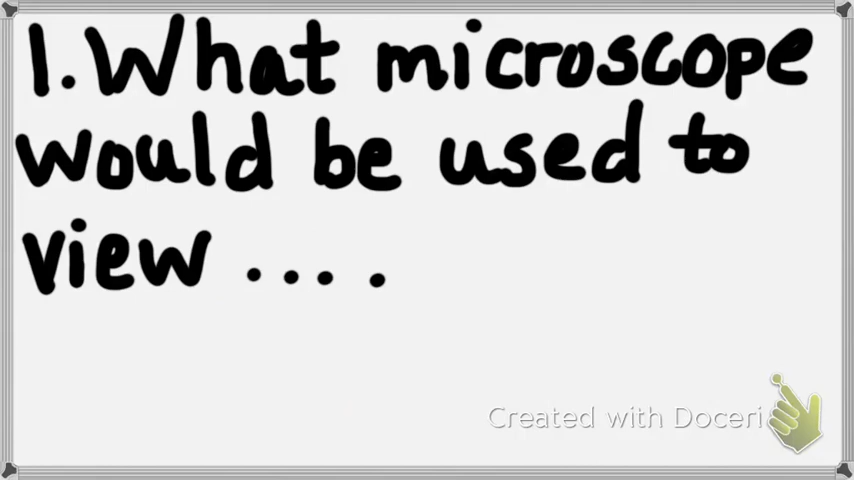 1. What microscope
would be used to
view ....
Created with Doceri